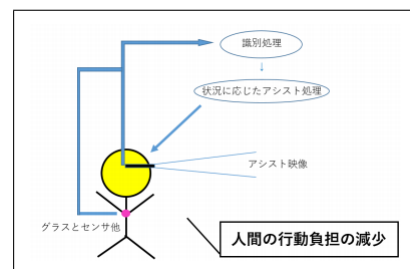 識別処理
↓
状況に応じたアシスト処理
アシスト映像
グラスとセンサ他
人間の行動負担の減少